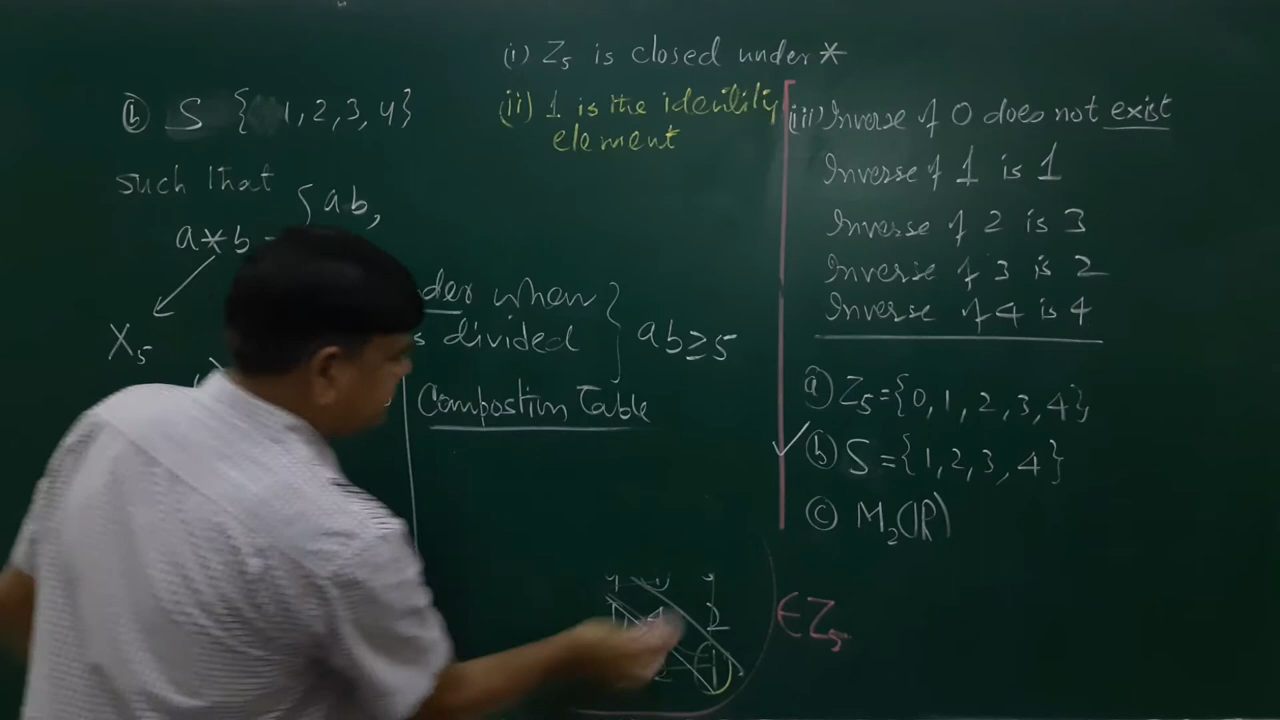 (i) Z₅ is closed under *
(ii) 1 is the identity
element
(b) S {1, 2, 3, 4}
such that
a*b = { ab,
X₅
der when
s divided } ab≥5
Compostion Table
(iii) Inverse of 0 does not exist
Inverse of 1 is 1
Inverse of 2 is 3
Inverse of 3 is 2
Inverse of 4 is 4
(a) Z₅={0, 1, 2, 3, 4},
✓ (b) S={1, 2, 3, 4}
(c) M₂(ℝ)
2
1
∈Z₅